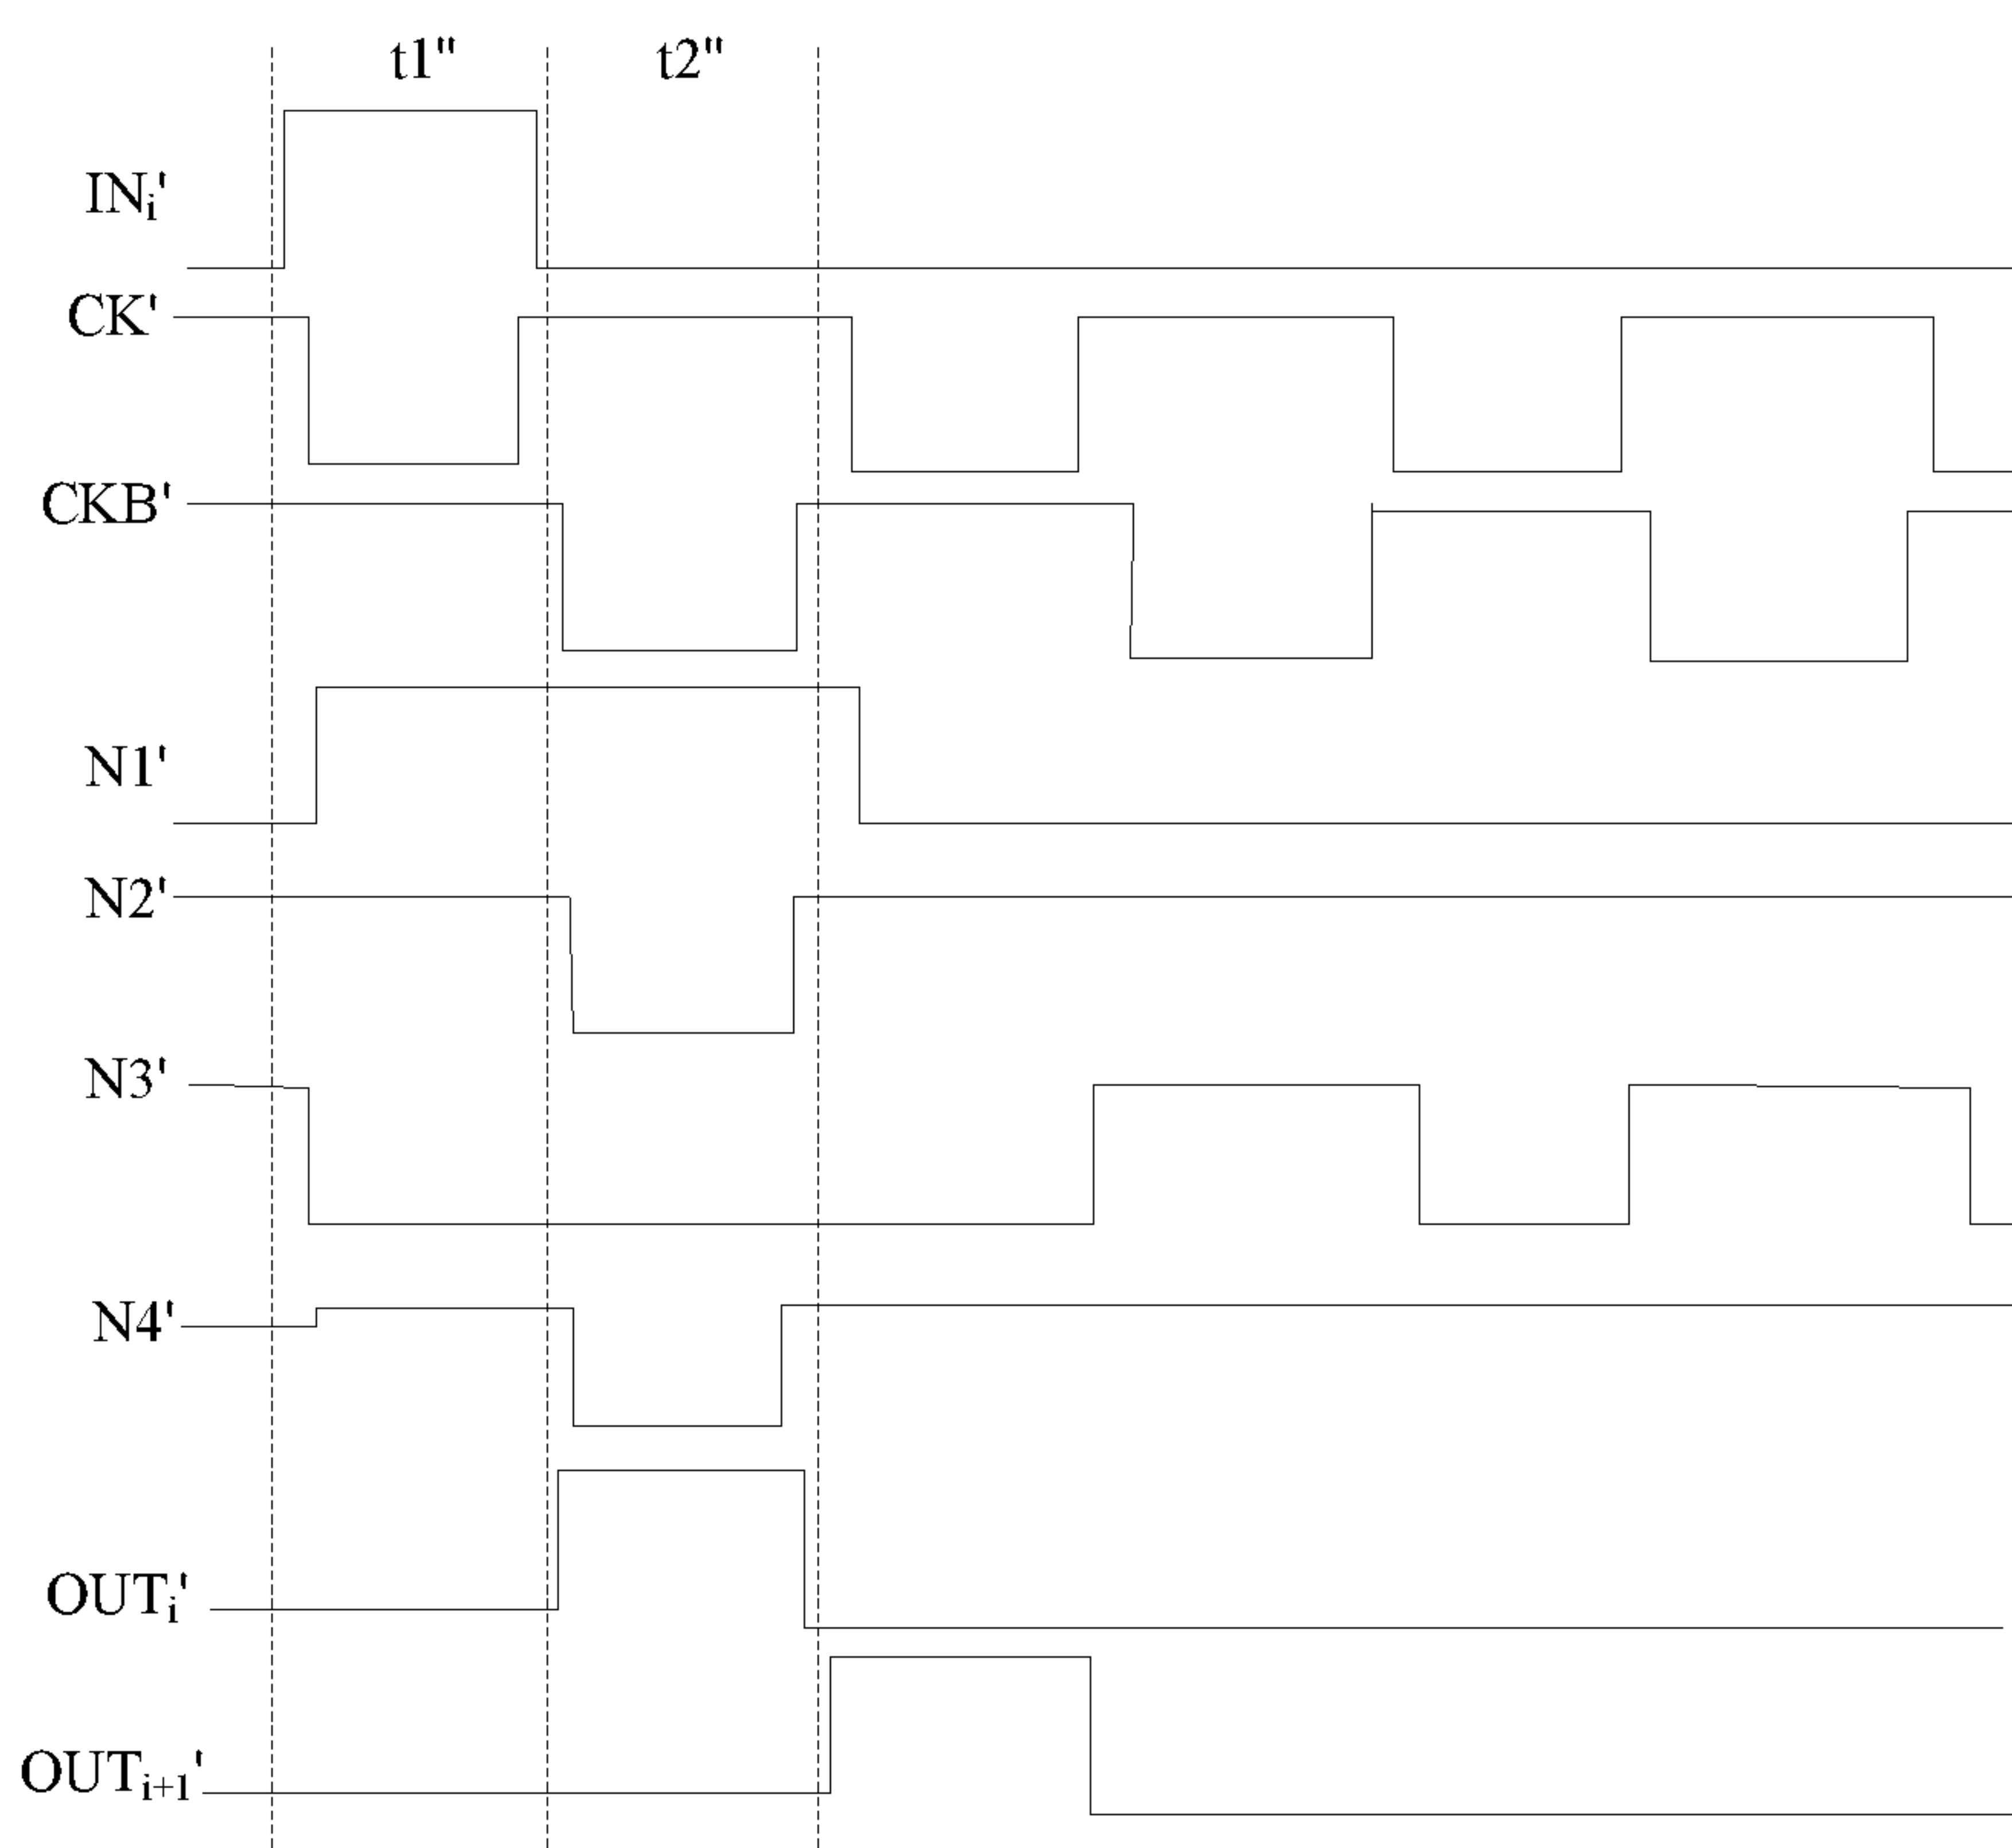 t1" t2"
INᵢ'
CK'
CKB'
N1'
N2'
N3'
N4'
OUTᵢ'
OUTᵢ₊₁'